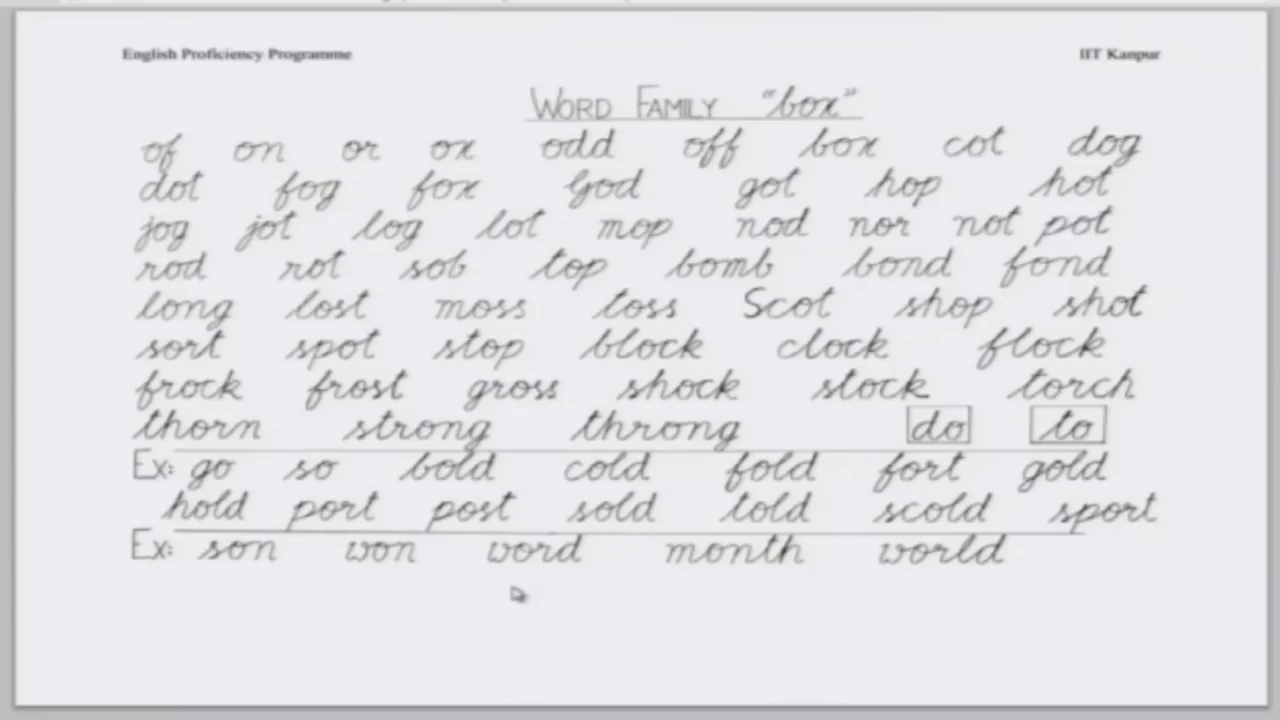 English Proficiency Programme IIT Kanpur
WORD FAMILY "box"
of on or ox odd off box cot dog
dot fog fox God got hop hot
jog jot log lot mop nod nor not pot
rod rot sob top bomb bond fond
long lost moss toss Scot shop shot
sort spot stop block clock flock
frock frost gross shock stock torch
thorn strong throng do to
Ex: go so bold cold fold fort gold
hold port post sold told scold sport
Ex: son won word month world